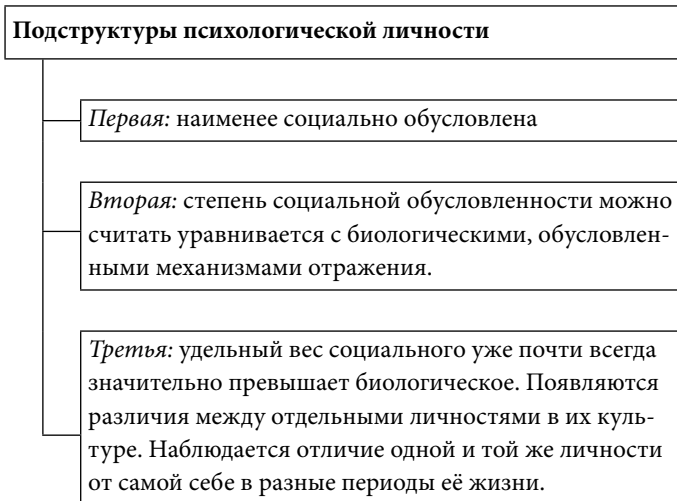 Подструктуры психологической личности
Первая: наименее социально обусловлена
Вторая: степень социальной обусловленности можно
считать уравнивается с биологическими, обусловлен-
ными механизмами отражения.
Третья: удельный вес социального уже почти всегда
значительно превышает биологическое. Появляются
различия между отдельными личностями в их куль-
туре. Наблюдается отличие одной и той же личности
от самой себе в разные периоды её жизни.